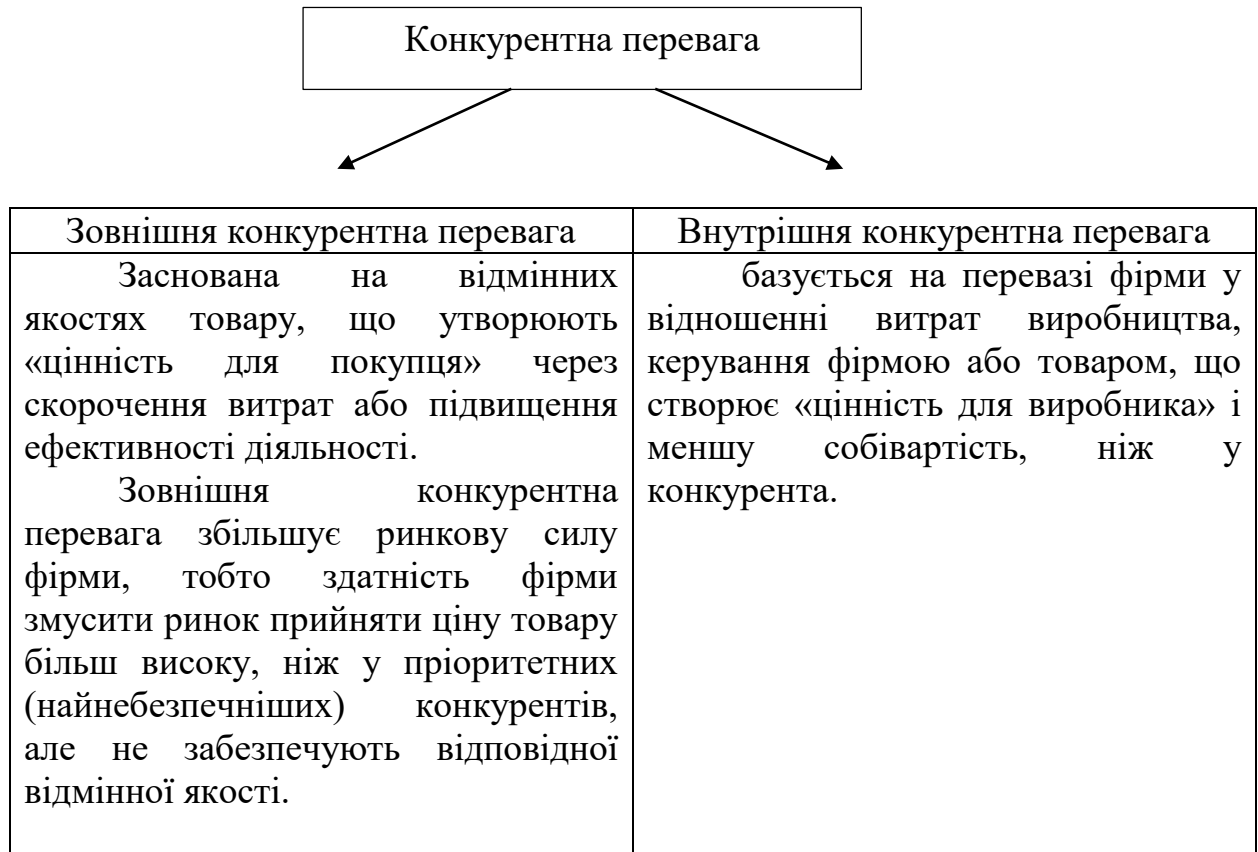 Конкурентна перевага
Зовнішня конкурентна перевага
Заснована на відмінних
якостях товару, що утворюють
«цінність для покупця» через
скорочення витрат або підвищення
ефективності діяльності.
Зовнішня конкурентна
перевага збільшує ринкову силу
фірми, тобто здатність фірми
змусити ринок прийняти ціну товару
більш високу, ніж у пріоритетних
(найнебезпечніших) конкурентів,
але не забезпечують відповідної
відмінної якості.
Внутрішня конкурентна перевага
базується на перевазі фірми у
відношенні витрат виробництва,
керування фірмою або товаром, що
створює «цінність для виробника» і
меншу собівартість, ніж у
конкурента.